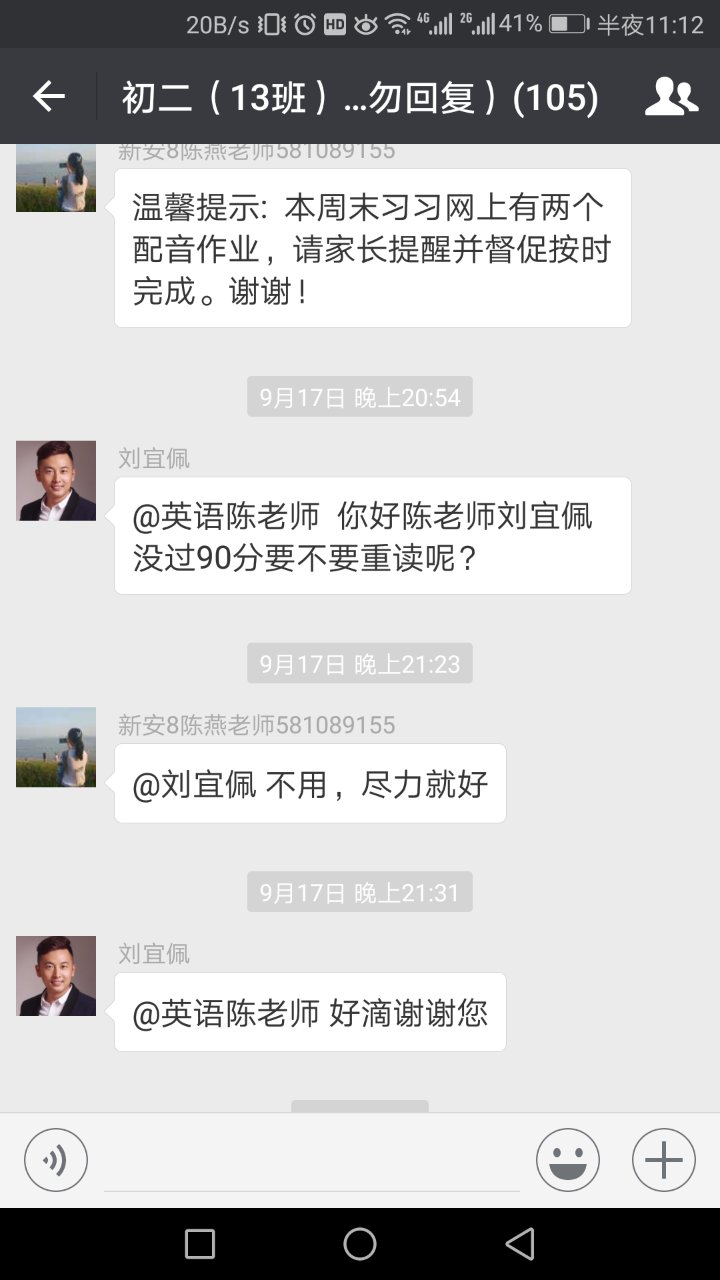 20B/s HD 4G 2G 41% 半夜11:12
初二（13班）...勿回复）(105)
新安8陈燕老师581089155
温馨提示: 本周末习习网上有两个
配音作业，请家长提醒并督促按时
完成。谢谢！
9月17日 晚上20:54
刘宜佩
@英语陈老师 你好陈老师刘宜佩
没过90分要不要重读呢？
9月17日 晚上21:23
新安8陈燕老师581089155
@刘宜佩 不用，尽力就好
9月17日 晚上21:31
刘宜佩
@英语陈老师 好滴谢谢您